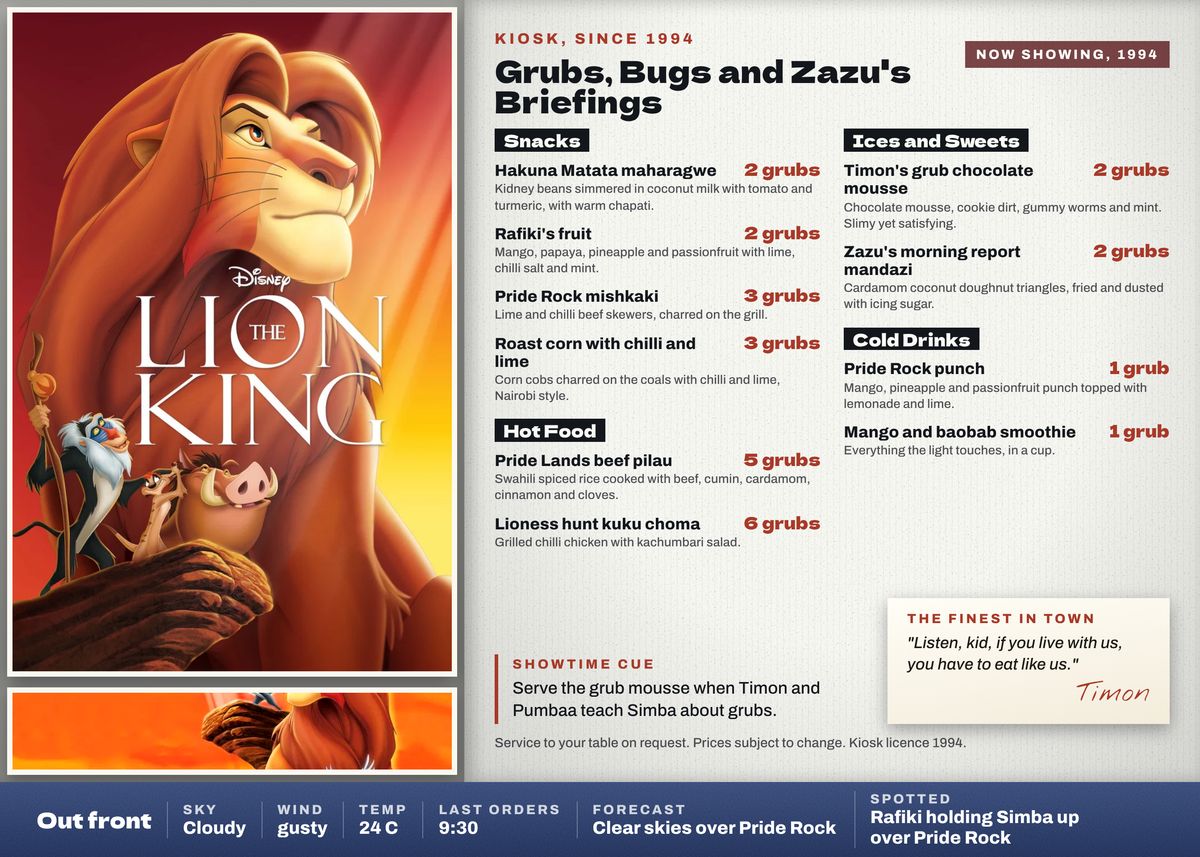 Disney
THE
LION
KING
KIOSK, SINCE 1994
Grubs, Bugs and Zazu's
Briefings
NOW SHOWING, 1994
Snacks
Hakuna Matata maharagwe 2 grubs
Kidney beans simmered in coconut milk with tomato and
turmeric, with warm chapati.
Rafiki's fruit 2 grubs
Mango, papaya, pineapple and passionfruit with lime,
chilli salt and mint.
Pride Rock mishkaki 3 grubs
Lime and chilli beef skewers, charred on the grill.
Roast corn with chilli and 3 grubs
lime
Corn cobs charred on the coals with chilli and lime,
Nairobi style.
Hot Food
Pride Lands beef pilau 5 grubs
Swahili spiced rice cooked with beef, cumin, cardamom,
cinnamon and cloves.
Lioness hunt kuku choma 6 grubs
Grilled chilli chicken with kachumbari salad.
Ices and Sweets
Timon's grub chocolate 2 grubs
mousse
Chocolate mousse, cookie dirt, gummy worms and mint.
Slimy yet satisfying.
Zazu's morning report 2 grubs
mandazi
Cardamom coconut doughnut triangles, fried and dusted
with icing sugar.
Cold Drinks
Pride Rock punch 1 grub
Mango, pineapple and passionfruit punch topped with
lemonade and lime.
Mango and baobab smoothie 1 grub
Everything the light touches, in a cup.
SHOWTIME CUE
Serve the grub mousse when Timon and
Pumbaa teach Simba about grubs.
THE FINEST IN TOWN
"Listen, kid, if you live with us,
you have to eat like us."
Timon
Service to your table on request. Prices subject to change. Kiosk licence 1994.
Out front
SKY
Cloudy
WIND
gusty
TEMP
24 C
LAST ORDERS
9:30
FORECAST
Clear skies over Pride Rock
SPOTTED
Rafiki holding Simba up
over Pride Rock